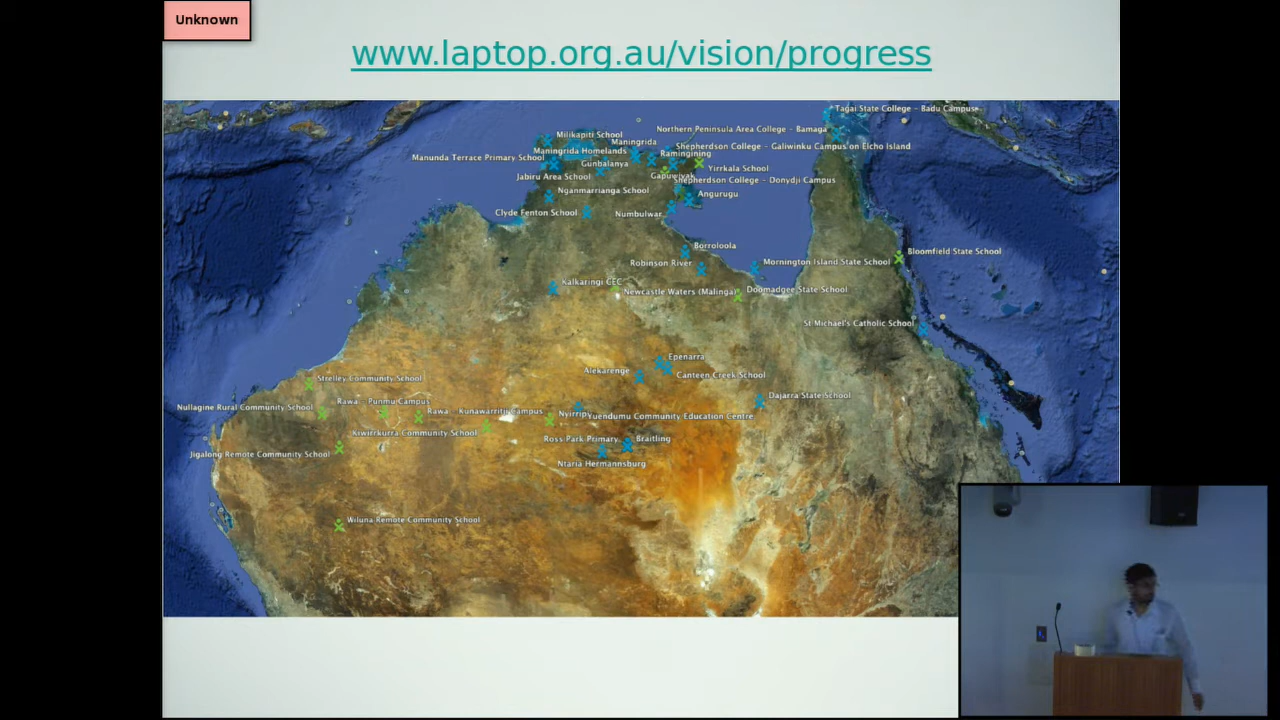 Unknown
www.laptop.org.au/vision/progress
Tagai State College - Badu Campuse
Northern Peninsula Area College - Bamaga
Milikapiti School
Maningrida
Shepherdson College - Galiwinku Campus on Elcho Island
Maningrida Homelands
Ramingining
Manunda Terrace Primary School
Gunbalanya
Yirrkala School
Jabiru Area School
Gapuwiyak
Shepherdson College - Donydji Campus
Nganmarriyanga School
Angurugu
Clyde Fenton School
Numbulwar
Borroloola
Bloomfield State School
Robinson River
Mornington Island State School
Kalkaringi CEC
Newcastle Waters (Malinga)
Doomadgee State School
St Michael's Catholic School
Epenarra
Alekarenge
Canteen Creek School
Strelley Community School
Dajarra State School
Rawa - Punmu Campus
Nullagine Rural Community School
Rawa
Kunawarriti Campus
Nyirrip
Yuendumu Community Education Centre
Kiwirrkurra Community School
Ross Park Primary
Braitling
Jigalong Remote Community School
Ntaria Hermannsburg
Wiluna Remote Community School